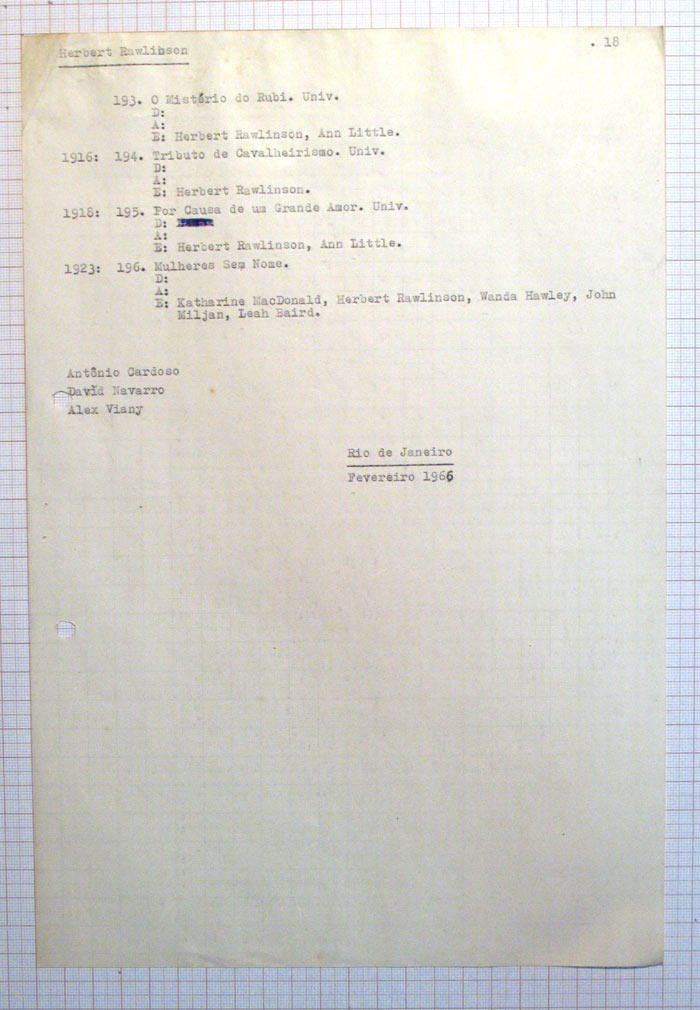 Herbert Rawlinson
. 18
193. O Mistério do Rubi. Univ.
D:
A:
E: Herbert Rawlinson, Ann Little.
1916: 194. Tributo de Cavalheirismo. Univ.
D:
A:
E: Herbert Rawlinson.
1918: 195. Por Causa de um Grande Amor. Univ.
D:
A:
E: Herbert Rawlinson, Ann Little.
1923: 196. Mulheres Sem Nome.
D:
A:
E: Katharine MacDonald, Herbert Rawlinson, Wanda Hawley, John
Miljan, Leah Baird.
Antônio Cardoso
David Navarro
Alex Viany
Rio de Janeiro
Fevereiro 1966